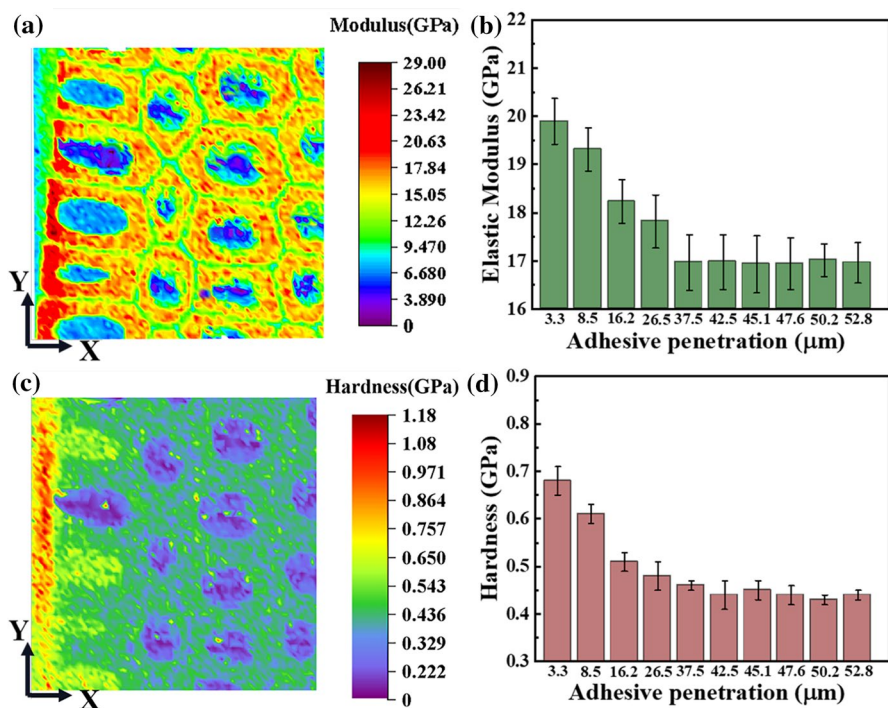 (a)
Modulus(GPa)
29.00
26.21
23.42
20.63
17.84
15.05
12.26
9.470
6.680
3.890
0
Y
X
(b)
Elastic Modulus (GPa)
22
21
20
19
18
17
16
3.3 8.5 16.2 26.5 37.5 42.5 45.1 47.6 50.2 52.8
Adhesive penetration (μm)
(c)
Hardness(GPa)
1.18
1.08
0.971
0.864
0.757
0.650
0.543
0.436
0.329
0.222
0
Y
X
(d)
Hardness (GPa)
0.9
0.8
0.7
0.6
0.5
0.4
0.3
3.3 8.5 16.2 26.5 37.5 42.5 45.1 47.6 50.2 52.8
Adhesive penetration (μm)